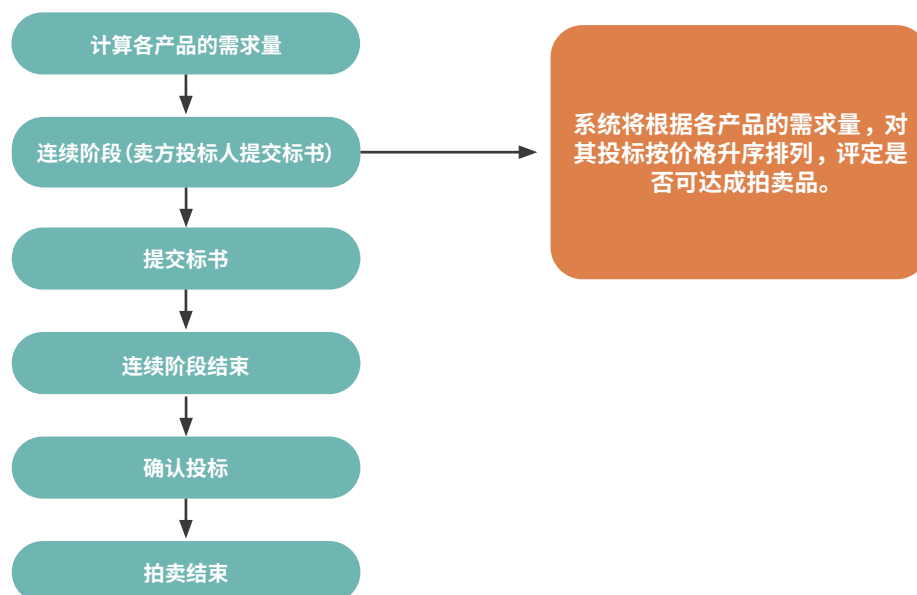 计算各产品的需求量
连续阶段（卖方投标人提交标书）
系统将根据各产品的需求量，对
其投标按价格升序排列，评定是
否可达成拍卖品。
提交标书
连续阶段结束
确认投标
拍卖结束